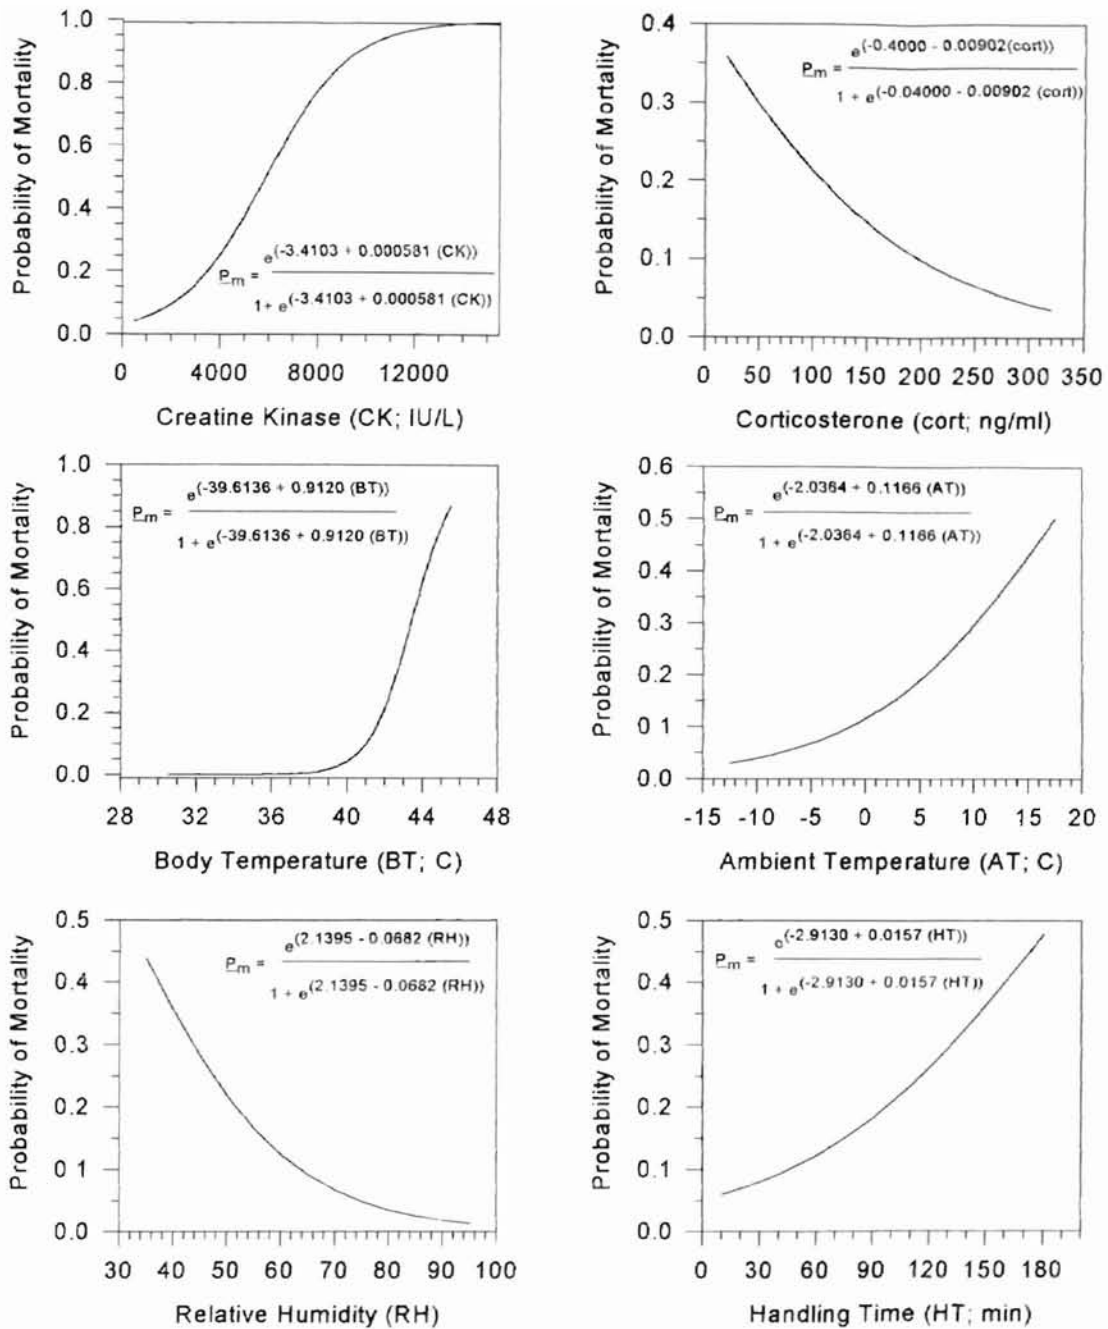 Probability of Mortality
1.0
0.8
0.6
0.4
0.2
0.0
P̲m = e(-3.4103 + 0.000581 (CK))
1+ e(-3.4103 + 0.000581 (CK))
0 4000 8000 12000
Creatine Kinase (CK; IU/L)
Probability of Mortality
0.4
0.3
0.2
0.1
0.0
P̲m = e(-0.4000 - 0.00902(cort))
1 + e(-0.04000 - 0.00902 (cort))
0 50 100 150 200 250 300 350
Corticosterone (cort; ng/ml)
Probability of Mortality
1.0
0.8
0.6
0.4
0.2
0.0
P̲m = e(-39.6136 + 0.9120 (BT))
1 + e(-39.6136 + 0.9120 (BT))
28 32 36 40 44 48
Body Temperature (BT; C)
Probability of Mortality
0.6
0.5
0.4
0.3
0.2
0 1
0.0
P̲m = e(-2.0364 + 0.1166 (AT))
1 + e(-2.0364 + 0.1166 (AT))
-15 -10 -5 0 5 10 15 20
Ambient Temperature (AT; C)
Probability of Mortality
0.5
0.4
0.3
0.2
0 1
0.0
P̲m = e(2.1395 - 0.0682 (RH))
1 + e(2.1395 - 0.0682 (RH))
30 40 50 60 70 80 90 100
Relative Humidity (RH)
Probability of Mortality
0.5
0.4
0.3
0.2
0 1
0.0
P̲m = e(-2.9130 + 0.0157 (HT))
1 + e(-2.9130 + 0.0157 (HT))
0 30 60 90 120 150 180
Handling Time (HT; min)